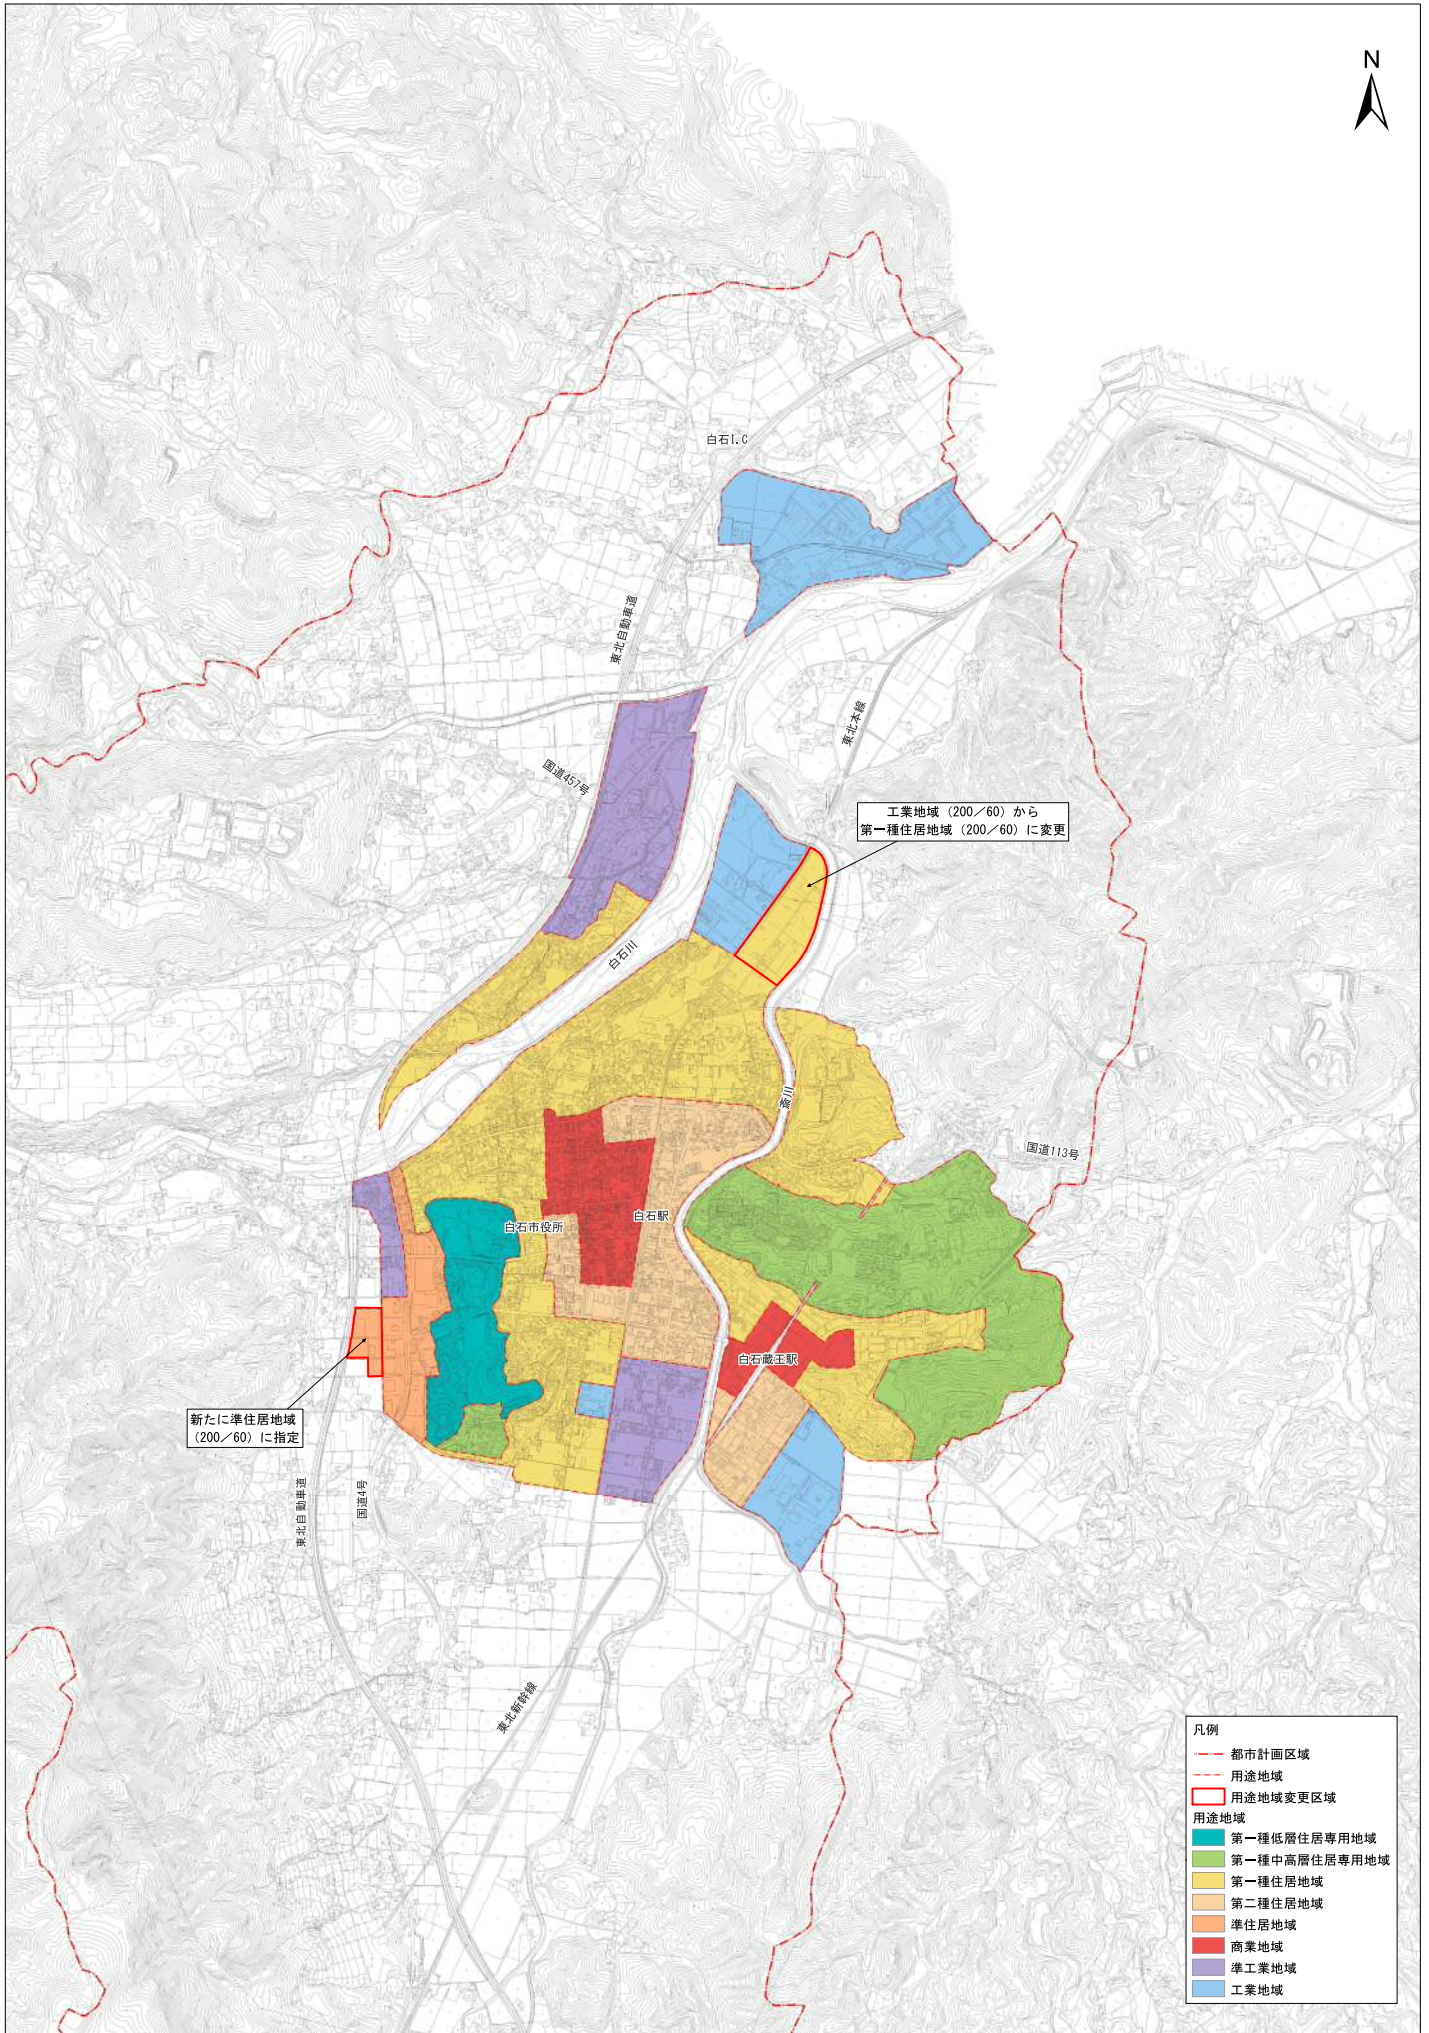 N
白石I.C
東北自動車道
東北本線
国道457号
工業地域（200／60）から
第一種住居地域（200／60）に変更
白石川
斎川
国道113号
白石市役所
白石駅
白石蔵王駅
新たに準住居地域
（200／60）に指定
東北自動車道
国道4号
東北新幹線
凡例
都市計画区域
用途地域
用途地域変更区域
用途地域
第一種低層住居専用地域
第一種中高層住居専用地域
第一種住居地域
第二種住居地域
準住居地域
商業地域
準工業地域
工業地域